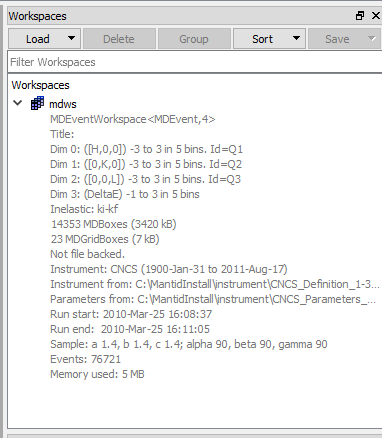 Workspaces
Load Delete Group Sort Save
Filter Workspaces
Workspaces
mdws
MDEventWorkspace<MDEvent,4>
Title:
Dim 0: ([H,0,0]) -3 to 3 in 5 bins. Id=Q1
Dim 1: ([0,K,0]) -3 to 3 in 5 bins. Id=Q2
Dim 2: ([0,0,L]) -3 to 3 in 5 bins. Id=Q3
Dim 3: (DeltaE) -1 to 3 in 5 bins
Inelastic: ki-kf
14353 MDBoxes (3420 kB)
23 MDGridBoxes (7 kB)
Not file backed.
Instrument: CNCS (1900-Jan-31 to 2011-Aug-17)
Instrument from: C:\MantidInstall\instrument\CNCS_Definition_1-3...
Parameters from: C:\MantidInstall\instrument\CNCS_Parameters_...
Run start: 2010-Mar-25 16:08:37
Run end:  2010-Mar-25 16:11:05
Sample: a 1.4, b 1.4, c 1.4; alpha 90, beta 90, gamma 90
Events: 76721
Memory used: 5 MB